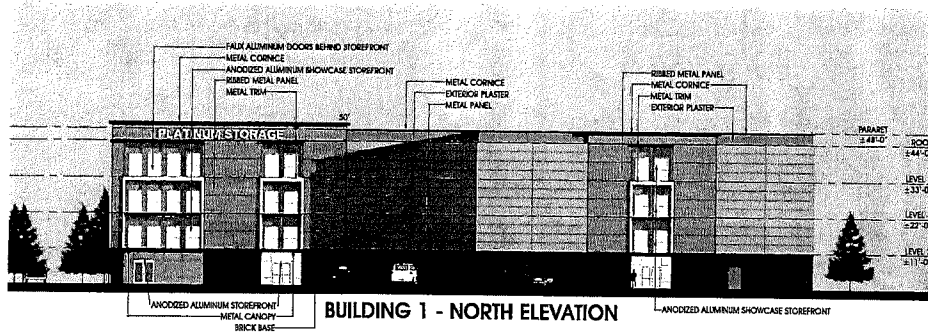 FAUX ALUMINUM DOORS BEHIND STOREFRONT
METAL CORNICE
ANODIZED ALUMINUM SHOWCASE STOREFRONT
RIBBED METAL PANEL
METAL TRIM
METAL CORNICE
EXTERIOR PLASTER
METAL PANEL
RIBBED METAL PANEL
METAL CORNICE
METAL TRIM
EXTERIOR PLASTER
50'
PLATINUM STORAGE
PARARET
±48'-0"
ROO
±44'-0
LEVEL
±33'-0
LEVEL
±22'-0
LEVEL
±11'-0
ANODIZED ALUMINUM STOREFRONT
METAL CANOPY
BRICK BASE
BUILDING 1 - NORTH ELEVATION
ANODIZED ALUMINUM SHOWCASE STOREFRONT